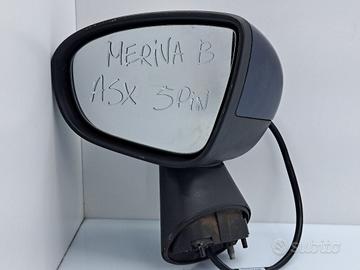 MERIVA B
ASX 5PIN
subito